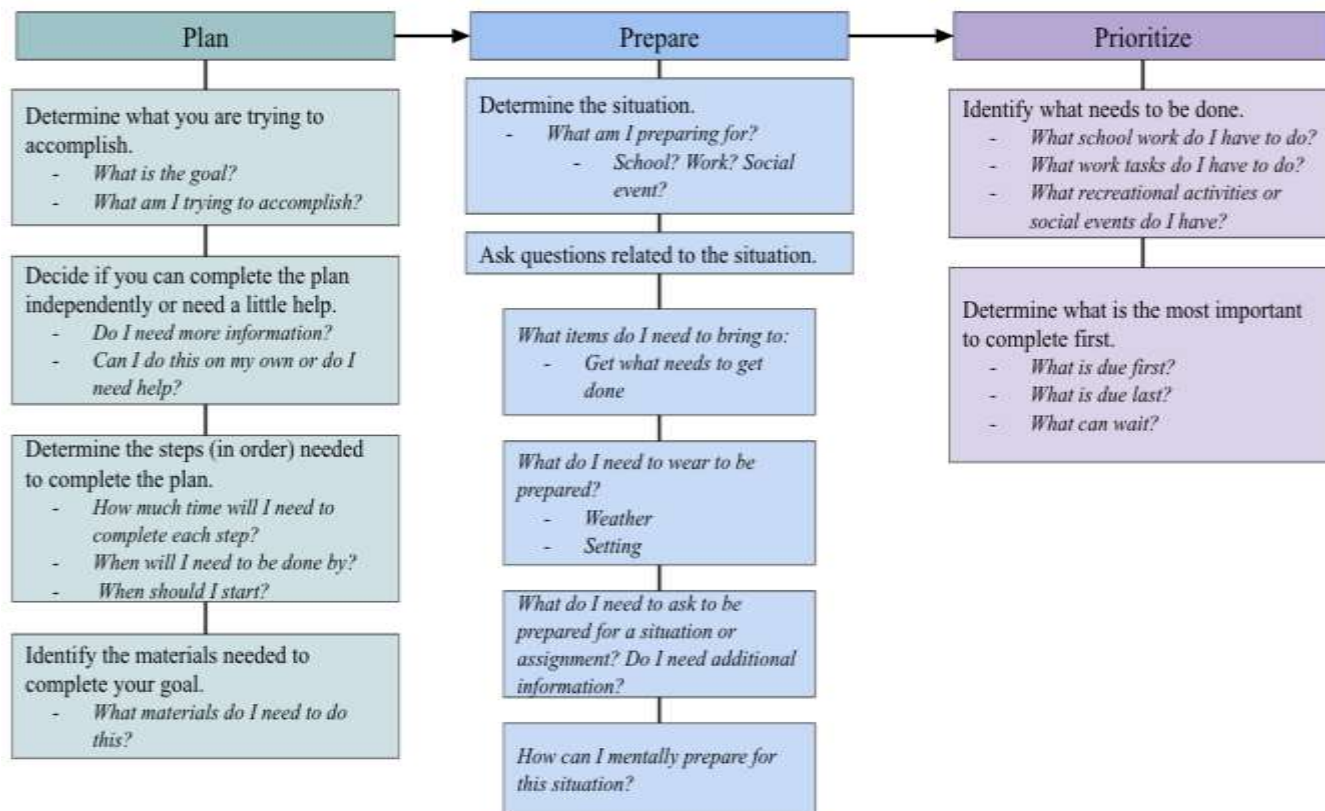 Plan
Determine what you are trying to
accomplish.
- What is the goal?
- What am I trying to accomplish?
Decide if you can complete the plan
independently or need a little help.
- Do I need more information?
- Can I do this on my own or do I
need help?
Determine the steps (in order) needed
to complete the plan.
- How much time will I need to
complete each step?
- When will I need to be done by?
- When should I start?
Identify the materials needed to
complete your goal.
- What materials do I need to do
this?
Prepare
Determine the situation.
- What am I preparing for?
- School? Work? Social
event?
Ask questions related to the situation.
What items do I need to bring to:
- Get what needs to get
done
What do I need to wear to be
prepared?
- Weather
- Setting
What do I need to ask to be
prepared for a situation or
assignment? Do I need additional
information?
How can I mentally prepare for
this situation?
Prioritize
Identify what needs to be done.
- What school work do I have to do?
- What work tasks do I have to do?
- What recreational activities or
social events do I have?
Determine what is the most important
to complete first.
- What is due first?
- What is due last?
- What can wait?